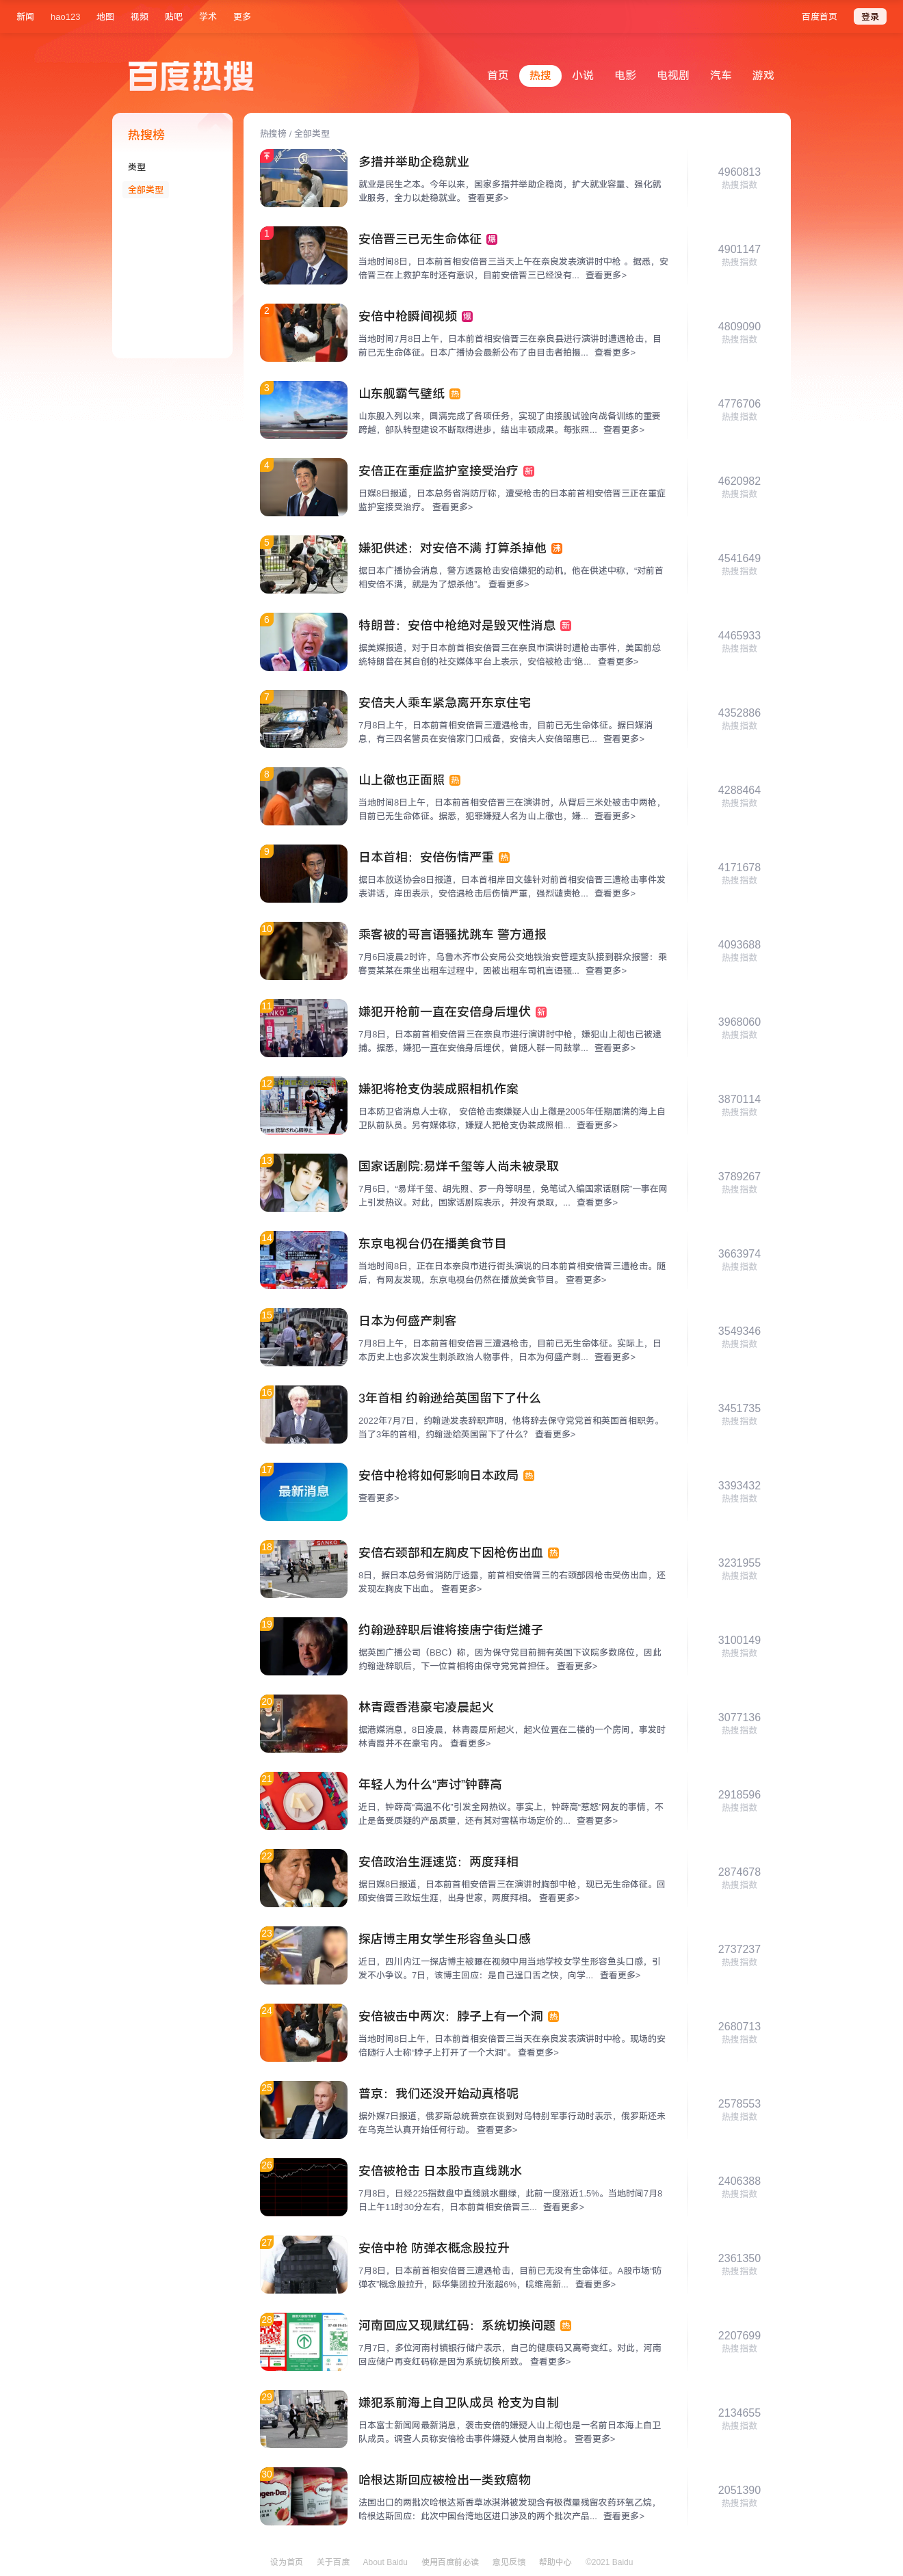 新闻 hao123 地图 视频 贴吧 学术 更多 百度首页 登录
百度热搜
首页 热搜 小说 电影 电视剧 汽车 游戏
热搜榜
类型
全部类型
热搜榜 / 全部类型
多措并举助企稳就业
就业是民生之本。今年以来，国家多措并举助企稳岗，扩大就业容量、强化就
业服务，全力以赴稳就业。 查看更多>
4960813
热搜指数
1
安倍晋三已无生命体征 爆
当地时间8日，日本前首相安倍晋三当天上午在奈良发表演讲时中枪 。据悉，安
倍晋三在上救护车时还有意识，目前安倍晋三已经没有... 查看更多>
4901147
热搜指数
2
安倍中枪瞬间视频 爆
当地时间7月8日上午，日本前首相安倍晋三在奈良县进行演讲时遭遇枪击，目
前已无生命体征。日本广播协会最新公布了由目击者拍摄... 查看更多>
4809090
热搜指数
3
山东舰霸气壁纸 热
山东舰入列以来，圆满完成了各项任务，实现了由接舰试验向战备训练的重要
跨越，部队转型建设不断取得进步，结出丰硕成果。每张照... 查看更多>
4776706
热搜指数
4
安倍正在重症监护室接受治疗 新
日媒8日报道，日本总务省消防厅称，遭受枪击的日本前首相安倍晋三正在重症
监护室接受治疗。 查看更多>
4620982
热搜指数
5
嫌犯供述：对安倍不满 打算杀掉他 沸
据日本广播协会消息，警方透露枪击安倍嫌犯的动机，他在供述中称，“对前首
相安倍不满，就是为了想杀他”。 查看更多>
4541649
热搜指数
6
特朗普：安倍中枪绝对是毁灭性消息 新
据美媒报道，对于日本前首相安倍晋三在奈良市演讲时遭枪击事件，美国前总
统特朗普在其自创的社交媒体平台上表示，安倍被枪击“绝... 查看更多>
4465933
热搜指数
7
安倍夫人乘车紧急离开东京住宅
7月8日上午，日本前首相安倍晋三遭遇枪击，目前已无生命体征。据日媒消
息，有三四名警员在安倍家门口戒备，安倍夫人安倍昭惠已... 查看更多>
4352886
热搜指数
8
山上徹也正面照 热
当地时间8日上午，日本前首相安倍晋三在演讲时，从背后三米处被击中两枪，
目前已无生命体征。据悉，犯罪嫌疑人名为山上徹也，嫌... 查看更多>
4288464
热搜指数
9
日本首相：安倍伤情严重 热
据日本放送协会8日报道，日本首相岸田文雄针对前首相安倍晋三遭枪击事件发
表讲话，岸田表示，安倍遇枪击后伤情严重，强烈谴责枪... 查看更多>
4171678
热搜指数
10
乘客被的哥言语骚扰跳车 警方通报
7月6日凌晨2时许，乌鲁木齐市公安局公交地铁治安管理支队接到群众报警：乘
客贾某某在乘坐出租车过程中，因被出租车司机言语骚... 查看更多>
4093688
热搜指数
11
嫌犯开枪前一直在安倍身后埋伏 新
7月8日，日本前首相安倍晋三在奈良市进行演讲时中枪，嫌犯山上彻也已被逮
捕。据悉，嫌犯一直在安倍身后埋伏，曾随人群一同鼓掌... 查看更多>
3968060
热搜指数
12
嫌犯将枪支伪装成照相机作案
日本防卫省消息人士称， 安倍枪击案嫌疑人山上徹是2005年任期届满的海上自
卫队前队员。另有媒体称，嫌疑人把枪支伪装成照相... 查看更多>
3870114
热搜指数
13
国家话剧院:易烊千玺等人尚未被录取
7月6日，“易烊千玺、胡先煦、罗一舟等明星，免笔试入编国家话剧院”一事在网
上引发热议。对此，国家话剧院表示，并没有录取，... 查看更多>
3789267
热搜指数
14
东京电视台仍在播美食节目
当地时间8日，正在日本奈良市进行街头演说的日本前首相安倍晋三遭枪击。随
后，有网友发现，东京电视台仍然在播放美食节目。 查看更多>
3663974
热搜指数
15
日本为何盛产刺客
7月8日上午，日本前首相安倍晋三遭遇枪击，目前已无生命体征。实际上，日
本历史上也多次发生刺杀政治人物事件，日本为何盛产刺... 查看更多>
3549346
热搜指数
16
3年首相 约翰逊给英国留下了什么
2022年7月7日，约翰逊发表辞职声明，他将辞去保守党党首和英国首相职务。
当了3年的首相，约翰逊给英国留下了什么？ 查看更多>
3451735
热搜指数
17
最新消息
安倍中枪将如何影响日本政局 热
查看更多>
3393432
热搜指数
18
安倍右颈部和左胸皮下因枪伤出血 热
8日，据日本总务省消防厅透露，前首相安倍晋三的右颈部因枪击受伤出血，还
发现左胸皮下出血。 查看更多>
3231955
热搜指数
19
约翰逊辞职后谁将接唐宁街烂摊子
据英国广播公司（BBC）称，因为保守党目前拥有英国下议院多数席位，因此
约翰逊辞职后，下一位首相将由保守党党首担任。 查看更多>
3100149
热搜指数
20
林青霞香港豪宅凌晨起火
据港媒消息，8日凌晨，林青霞居所起火，起火位置在二楼的一个房间，事发时
林青霞并不在豪宅内。 查看更多>
3077136
热搜指数
21
年轻人为什么“声讨”钟薛高
近日，钟薛高“高温不化”引发全网热议。事实上，钟薛高“惹怒”网友的事情，不
止是备受质疑的产品质量，还有其对雪糕市场定价的... 查看更多>
2918596
热搜指数
22
安倍政治生涯速览：两度拜相
据日媒8日报道，日本前首相安倍晋三在演讲时胸部中枪，现已无生命体征。回
顾安倍晋三政坛生涯，出身世家，两度拜相。 查看更多>
2874678
热搜指数
23
探店博主用女学生形容鱼头口感
近日，四川内江一探店博主被曝在视频中用当地学校女学生形容鱼头口感，引
发不小争议。7日，该博主回应：是自己逞口舌之快，向学... 查看更多>
2737237
热搜指数
24
安倍被击中两次：脖子上有一个洞 热
当地时间8日上午，日本前首相安倍晋三当天在奈良发表演讲时中枪。现场的安
倍随行人士称“脖子上打开了一个大洞”。 查看更多>
2680713
热搜指数
25
普京：我们还没开始动真格呢
据外媒7日报道，俄罗斯总统普京在谈到对乌特别军事行动时表示，俄罗斯还未
在乌克兰认真开始任何行动。 查看更多>
2578553
热搜指数
26
安倍被枪击 日本股市直线跳水
7月8日，日经225指数盘中直线跳水翻绿，此前一度涨近1.5%。当地时间7月8
日上午11时30分左右，日本前首相安倍晋三... 查看更多>
2406388
热搜指数
27
安倍中枪 防弹衣概念股拉升
7月8日，日本前首相安倍晋三遭遇枪击，目前已无没有生命体征。A股市场“防
弹衣”概念股拉升，际华集团拉升涨超6%，皖维高新... 查看更多>
2361350
热搜指数
28
河南回应又现赋红码：系统切换问题 热
7月7日，多位河南村镇银行储户表示，自己的健康码又离奇变红。对此，河南
回应储户再变红码称是因为系统切换所致。 查看更多>
2207699
热搜指数
29
嫌犯系前海上自卫队成员 枪支为自制
日本富士新闻网最新消息，袭击安倍的嫌疑人山上彻也是一名前日本海上自卫
队成员。调查人员称安倍枪击事件嫌疑人使用自制枪。 查看更多>
2134655
热搜指数
30
哈根达斯回应被检出一类致癌物
法国出口的两批次哈根达斯香草冰淇淋被发现含有极微量残留农药环氧乙烷，
哈根达斯回应：此次中国台湾地区进口涉及的两个批次产品... 查看更多>
2051390
热搜指数
设为首页 关于百度 About Baidu 使用百度前必读 意见反馈 帮助中心 ©2021 Baidu